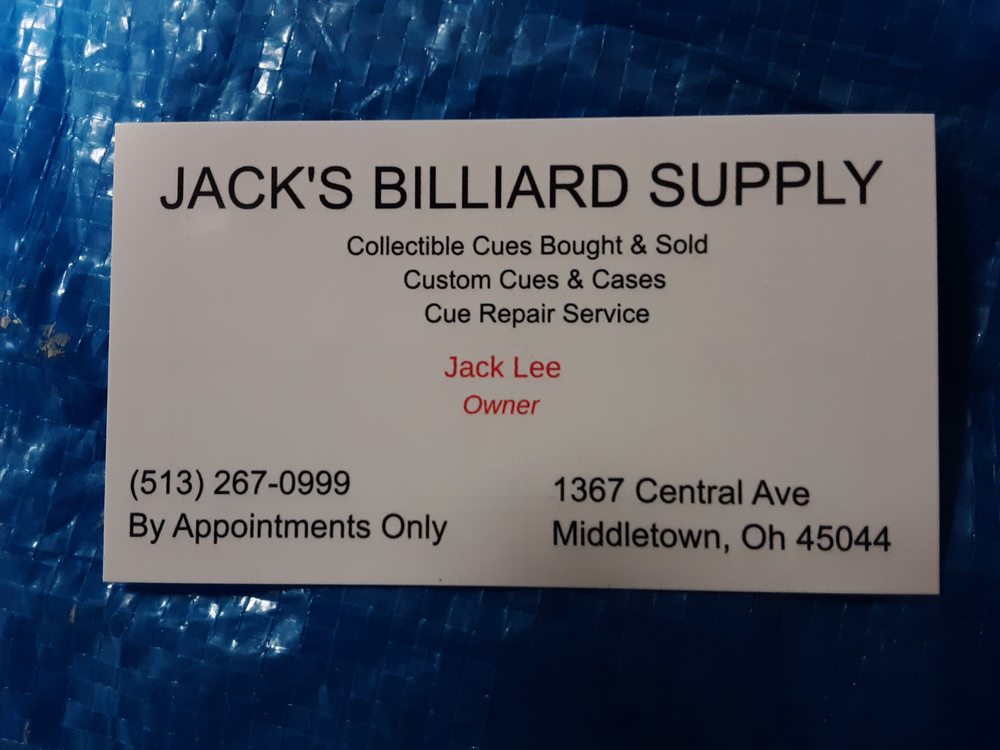 JACK'S BILLIARD SUPPLY
Collectible Cues Bought & Sold
Custom Cues & Cases
Cue Repair Service
Jack Lee
Owner
(513) 267-0999
By Appointments Only
1367 Central Ave
Middletown, Oh 45044